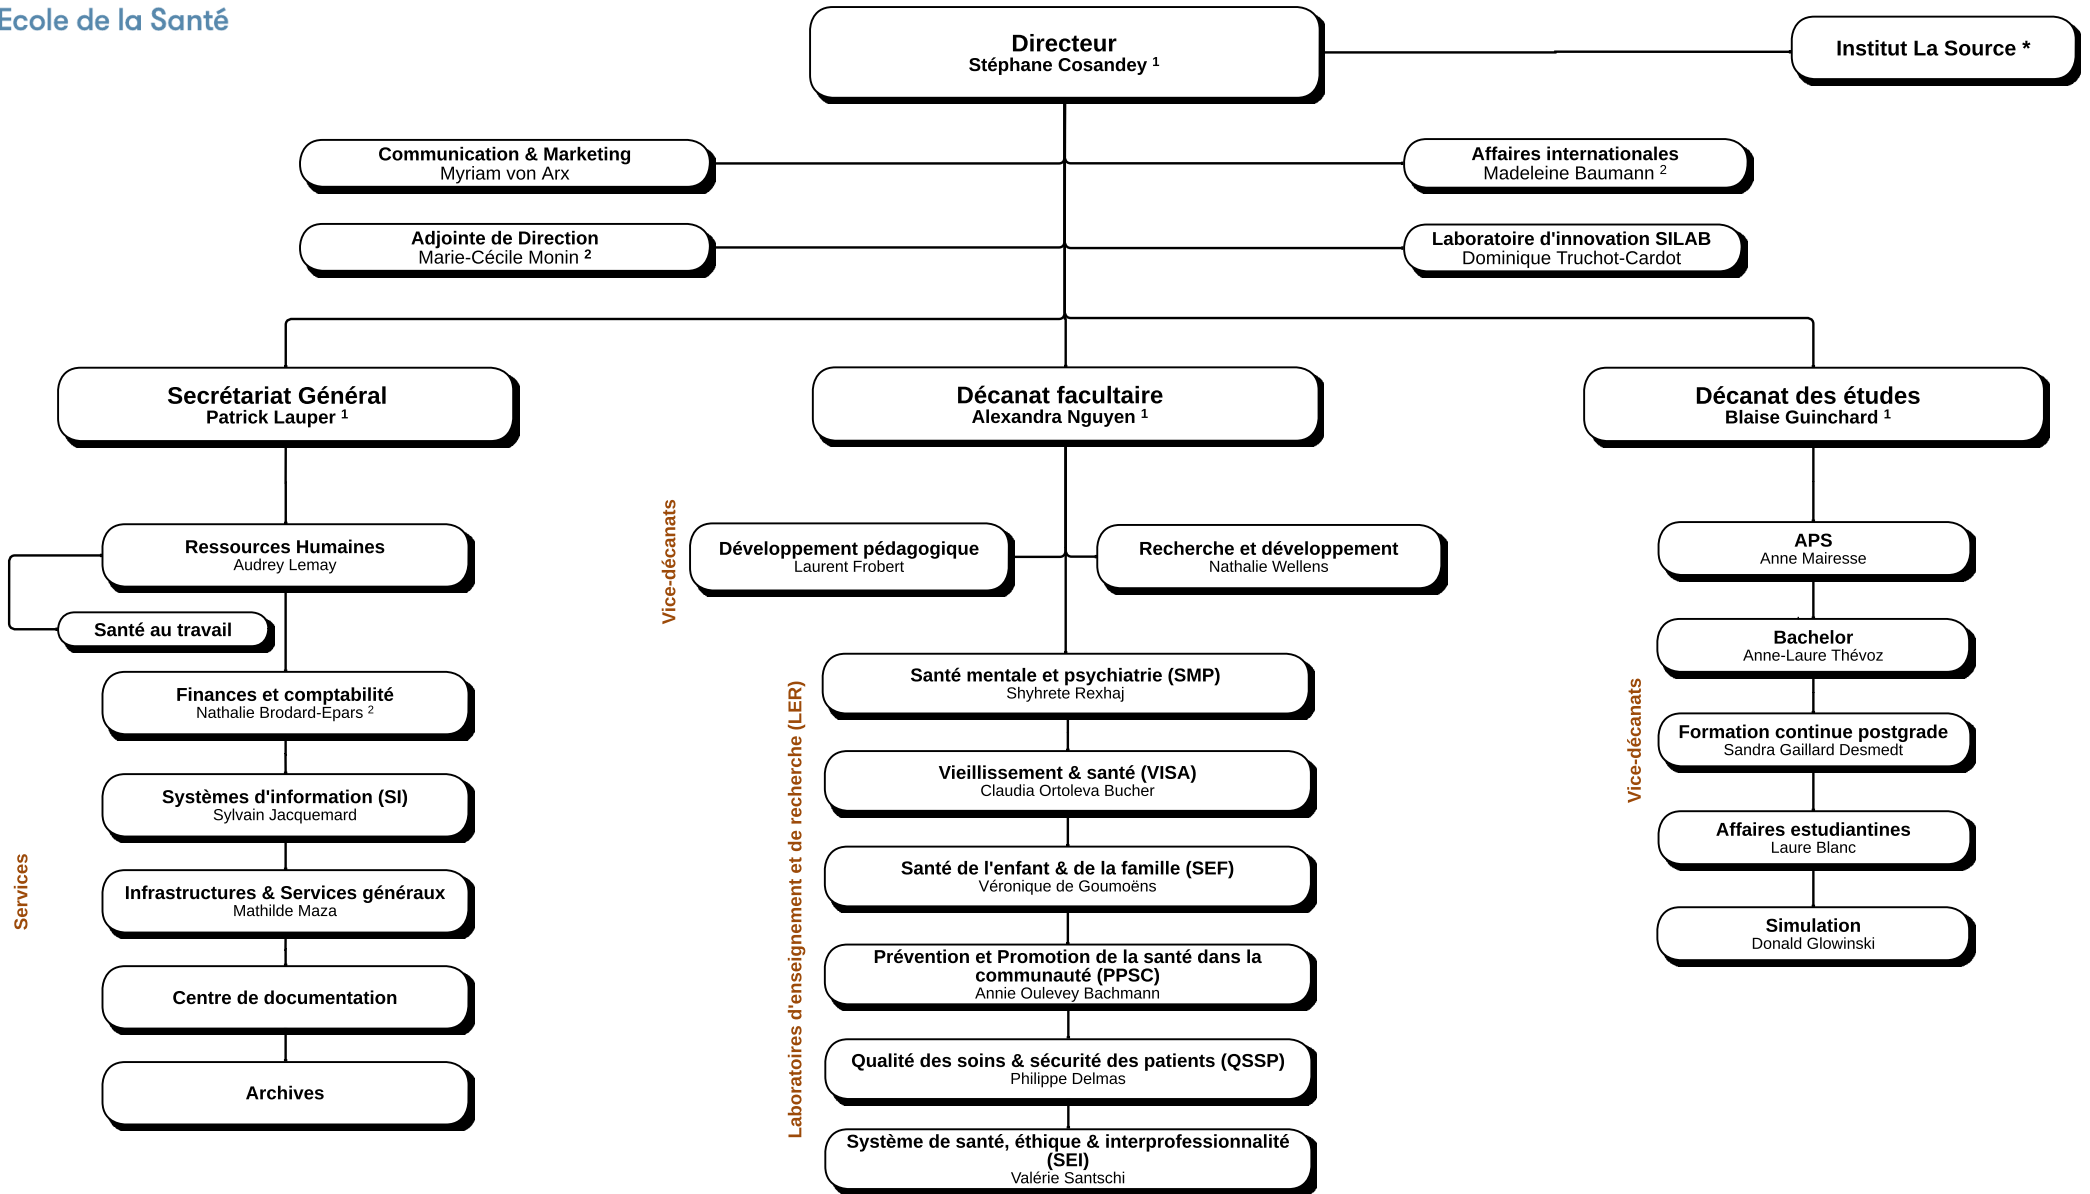 Ecole de la Santé
Directeur
Stéphane Cosandey ¹
Institut La Source *
Communication & Marketing
Myriam von Arx
Affaires internationales
Madeleine Baumann ²
Adjointe de Direction
Marie-Cécile Monin ²
Laboratoire d'innovation SILAB
Dominique Truchot-Cardot
Secrétariat Général
Patrick Lauper ¹
Décanat facultaire
Alexandra Nguyen ¹
Décanat des études
Blaise Guinchard ¹
Services
Ressources Humaines
Audrey Lemay
Santé au travail
Finances et comptabilité
Nathalie Brodard-Epars ²
Systèmes d'information (SI)
Sylvain Jacquemard
Infrastructures & Services généraux
Mathilde Maza
Centre de documentation
Archives
Vice-décanats
Développement pédagogique
Laurent Frobert
Recherche et développement
Nathalie Wellens
Laboratoires d'enseignement et de recherche (LER)
Santé mentale et psychiatrie (SMP)
Shyhrete Rexhaj
Vieillissement & santé (VISA)
Claudia Ortoleva Bucher
Santé de l'enfant & de la famille (SEF)
Véronique de Goumoëns
Prévention et Promotion de la santé dans la
communauté (PPSC)
Annie Oulevey Bachmann
Qualité des soins & sécurité des patients (QSSP)
Philippe Delmas
Système de santé, éthique & interprofessionnalité
(SEI)
Valérie Santschi
Vice-décanats
APS
Anne Mairesse
Bachelor
Anne-Laure Thévoz
Formation continue postgrade
Sandra Gaillard Desmedt
Affaires estudiantines
Laure Blanc
Simulation
Donald Glowinski